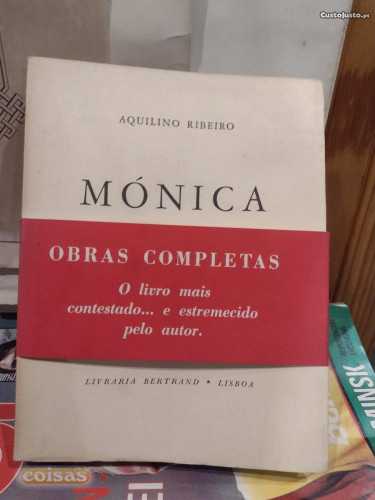 CustoJusto.pt
AQUILINO RIBEIRO
MÓNICA
OBRAS COMPLETAS
O livro mais
contestado... e estremecido
pelo autor.
LIVRARIA BERTRAND • LISBOA
coisas